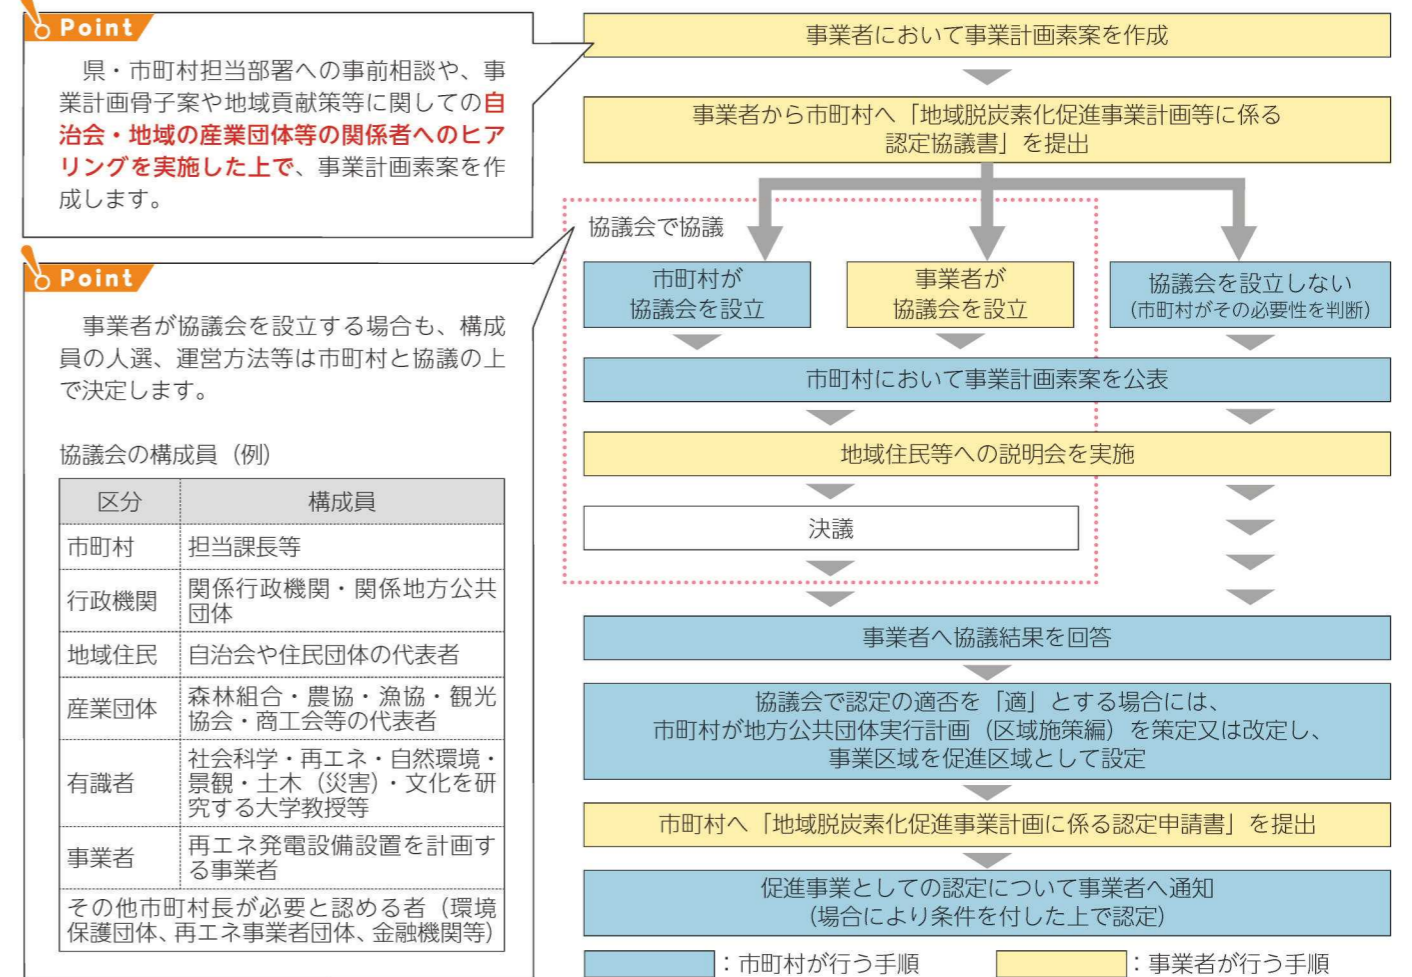 Point
県・市町村担当部署への事前相談や、事
業計画骨子案や地域貢献策等に関しての自
治会・地域の産業団体等の関係者へのヒア
リングを実施した上で、事業計画素案を作
成します。
Point
事業者が協議会を設立する場合も、構成
員の人選、運営方法等は市町村と協議の上
で決定します。
協議会の構成員（例）
区分 構成員
市町村 担当課長等
行政機関 関係行政機関・関係地方公共
団体
地域住民 自治会や住民団体の代表者
産業団体 森林組合・農協・漁協・観光
協会・商工会等の代表者
有識者 社会科学・再エネ・自然環境・
景観・土木（災害）・文化を研
究する大学教授等
事業者 再エネ発電設備設置を計画す
る事業者
その他市町村長が必要と認める者（環境
保護団体、再エネ事業者団体、金融機関等）
事業者において事業計画素案を作成
事業者から市町村へ「地域脱炭素化促進事業計画等に係る
認定協議書」を提出
協議会で協議
市町村が
協議会を設立
事業者が
協議会を設立
協議会を設立しない
（市町村がその必要性を判断）
市町村において事業計画素案を公表
地域住民等への説明会を実施
決議
事業者へ協議結果を回答
協議会で認定の適否を「適」とする場合には、
市町村が地方公共団体実行計画（区域施策編）を策定又は改定し、
事業区域を促進区域として設定
市町村へ「地域脱炭素化促進事業計画に係る認定申請書」を提出
促進事業としての認定について事業者へ通知
（場合により条件を付した上で認定）
：市町村が行う手順
：事業者が行う手順